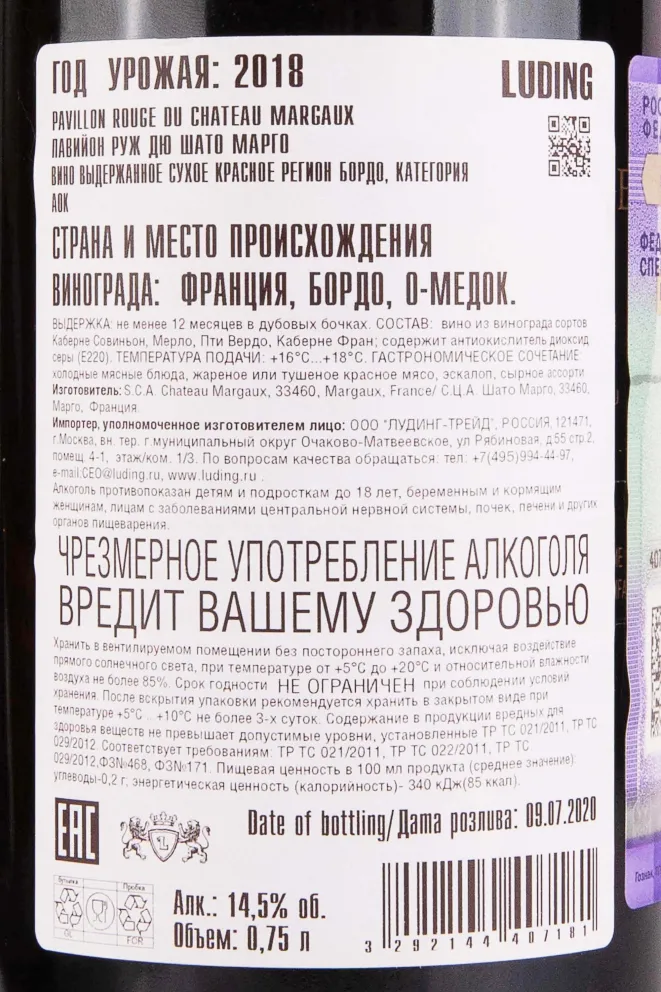 ГОД УРОЖАЯ: 2018
LUDING
PAVILLON ROUGE DU CHATEAU MARGAUX
ПАВИЙОН РУЖ ДЮ ШАТО МАРГО
ВИНО ВЫДЕРЖАННОЕ СУХОЕ КРАСНОЕ РЕГИОН БОРДО, КАТЕГОРИЯ
АОК
СТРАНА И МЕСТО ПРОИСХОЖДЕНИЯ
ВИНОГРАДА: ФРАНЦИЯ, БОРДО, О-МЕДОК.
ВЫДЕРЖКА: не менее 12 месяцев в дубовых бочках. СОСТАВ: вино из винограда сортов
Каберне Совиньон, Мерло, Пти Вердо, Каберне Фран; содержит антиокислитель диоксид
серы (Е220). ТЕМПЕРАТУРА ПОДАЧИ: +16°С...+18°С. ГАСТРОНОМИЧЕСКОЕ СОЧЕТАНИЕ
холодные мясные блюда, жареное или тушеное красное мясо, эскалоп, сырное ассорти
Изготовитель: S.C.A. Chateau Margaux, 33460, Margaux, France/ С.Ц.А. Шато Марго, 33460,
Марго, Франция.
Импортер, уполномоченное изготовителем лицо: ООО "ЛУДИНГ-ТРЕЙД", РОССИЯ, 121471,
г.Москва, вн. тер. г.муниципальный округ Очаково-Матвеевское, ул Рябиновая, д.55 стр.2,
помещ. 4-1, этаж/ком. 1/3. По вопросам качества обращаться: тел: +7(495)994-44-97,
e-mail:CEO@luding.ru, www.luding.ru .
Алкоголь противопоказан детям и подросткам до 18 лет, беременным и кормящим
женщинам, лицам с заболеваниями центральной нервной системы, почек, печени и других
органов пищеварения.
ЧРЕЗМЕРНОЕ УПОТРЕБЛЕНИЕ АЛКОГОЛЯ
ВРЕДИТ ВАШЕМУ ЗДОРОВЬЮ
Хранить в вентилируемом помещении без постороннего запаха, исключая воздействие
прямого солнечного света, при температуре от +5°С до +20°С и относительной влажности
воздуха не более 85%. Срок годности НЕ ОГРАНИЧЕН при соблюдении условий
хранения. После вскрытия упаковки рекомендуется хранить в закрытом виде при
температуре +5°С .. +10°С не более 3-х суток. Содержание в продукции вредных для
здоровья веществ не превышает допустимые уровни, установленные ТР ТС 021/2011, ТР ТС
029/2012. Соответствует требованиям: ТР ТС 021/2011, ТР ТС 022/2011, ТР ТС
029/2012,ФЗ№468, ФЗ№171. Пищевая ценность в 100 мл продукта (среднее значение):
углеводы-0,2 г; энергетическая ценность (калорийность)- 340 кДж(85 ккал).
ЕАС
L
Date of bottling/Дата розлива: 09.07.2020
Бутылка Пробка
GL FOR
Алк.: 14,5% об.
Объем: 0,75 л
3 292144 407181